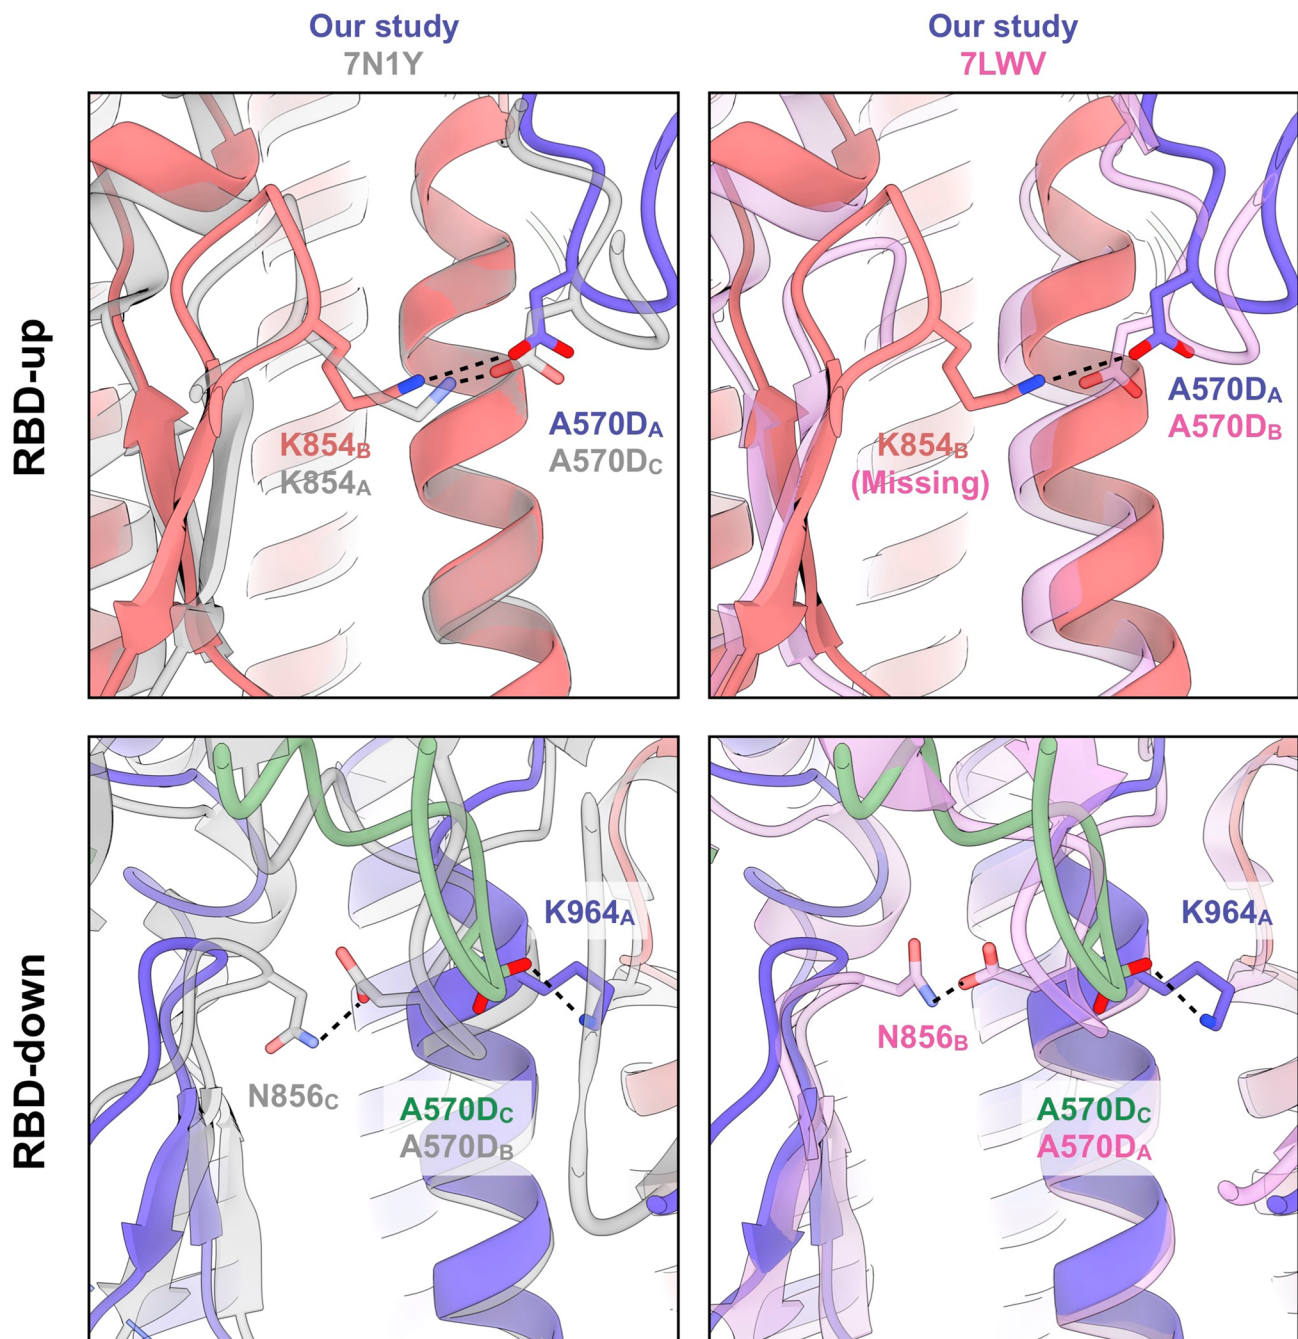 Our study
7N1Y
Our study
7LWV
RBD-up
K854B
K854A
A570DA
A570DC
K854B
(Missing)
A570DA
A570DB
RBD-down
K964A
N856C
A570DC
A570DB
K964A
N856B
A570DC
A570DA